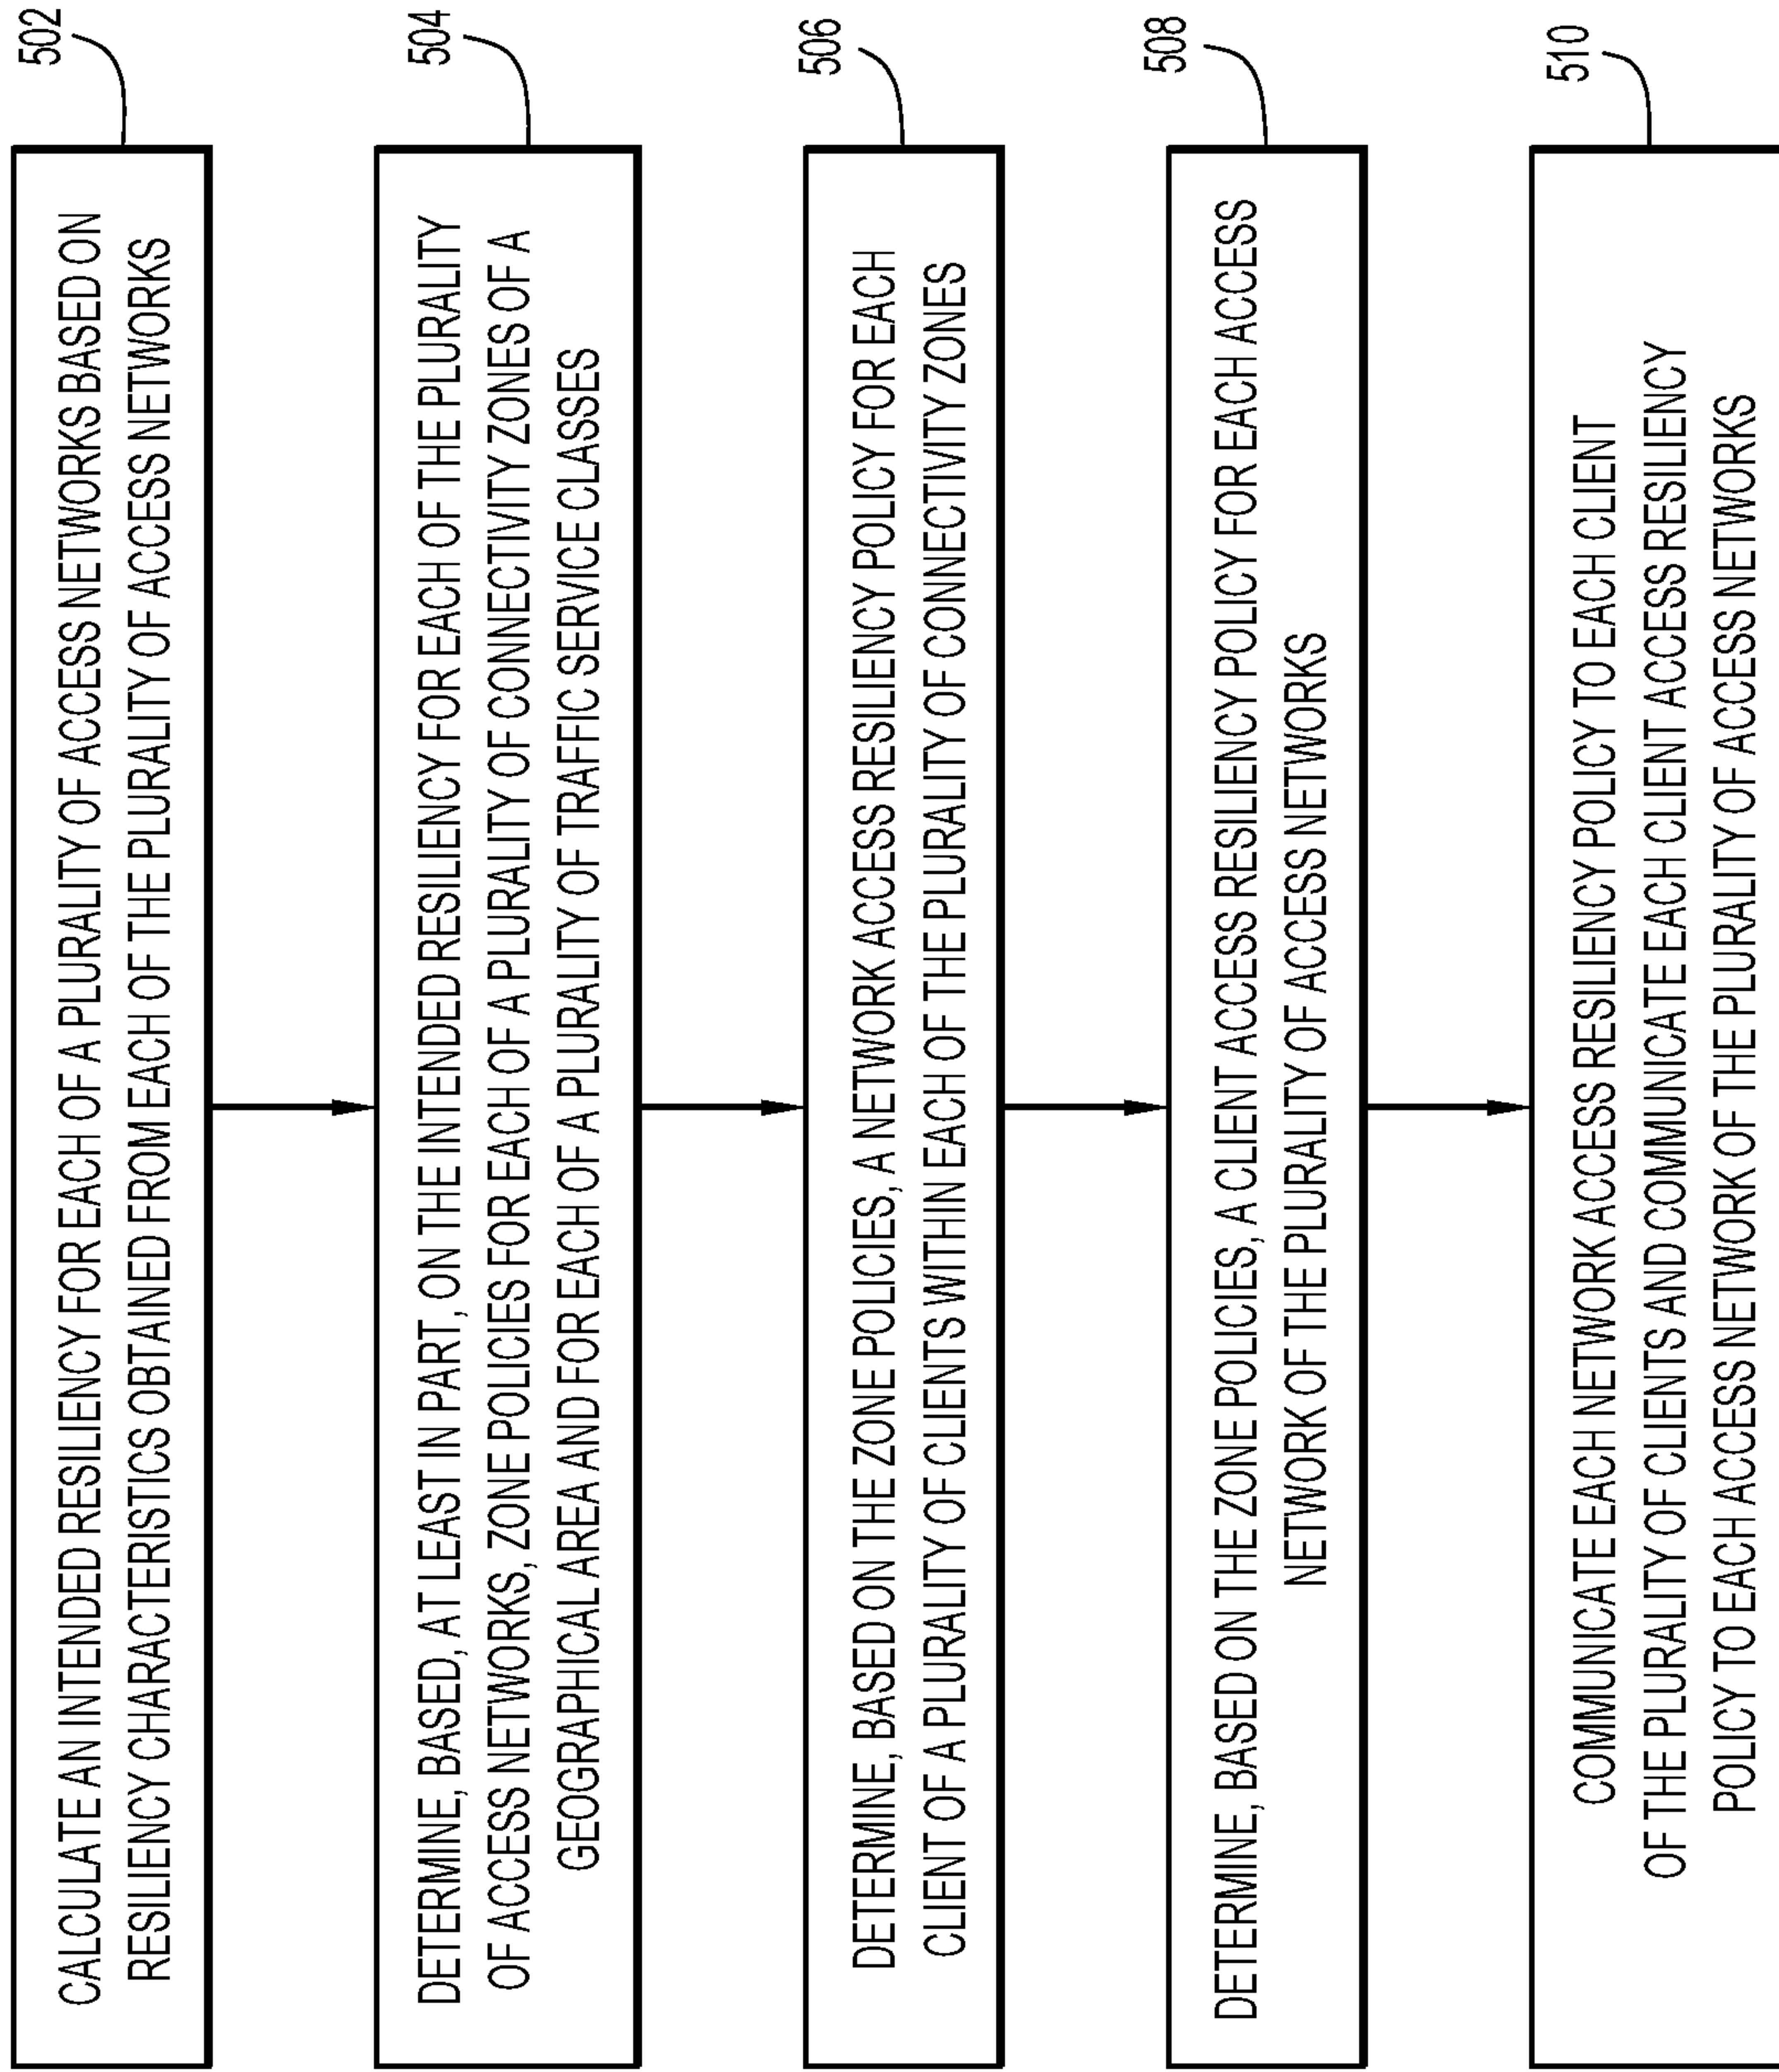 502
CALCULATE AN INTENDED RESILIENCY FOR EACH OF A PLURALITY OF ACCESS NETWORKS BASED ON
RESILIENCY CHARACTERISTICS OBTAINED FROM EACH OF THE PLURALITY OF ACCESS NETWORKS
504
DETERMINE, BASED, AT LEAST IN PART, ON THE INTENDED RESILIENCY FOR EACH OF THE PLURALITY
OF ACCESS NETWORKS, ZONE POLICIES FOR EACH OF A PLURALITY OF CONNECTIVITY ZONES OF A
GEOGRAPHICAL AREA AND FOR EACH OF A PLURALITY OF TRAFFIC SERVICE CLASSES
506
DETERMINE, BASED ON THE ZONE POLICIES, A NETWORK ACCESS RESILIENCY POLICY FOR EACH
CLIENT OF A PLURALITY OF CLIENTS WITHIN EACH OF THE PLURALITY OF CONNECTIVITY ZONES
508
DETERMINE, BASED ON THE ZONE POLICIES, A CLIENT ACCESS RESILIENCY POLICY FOR EACH ACCESS
NETWORK OF THE PLURALITY OF ACCESS NETWORKS
510
COMMUNICATE EACH NETWORK ACCESS RESILIENCY POLICY TO EACH CLIENT
OF THE PLURALITY OF CLIENTS AND COMMUNICATE EACH CLIENT ACCESS RESILIENCY
POLICY TO EACH ACCESS NETWORK OF THE PLURALITY OF ACCESS NETWORKS